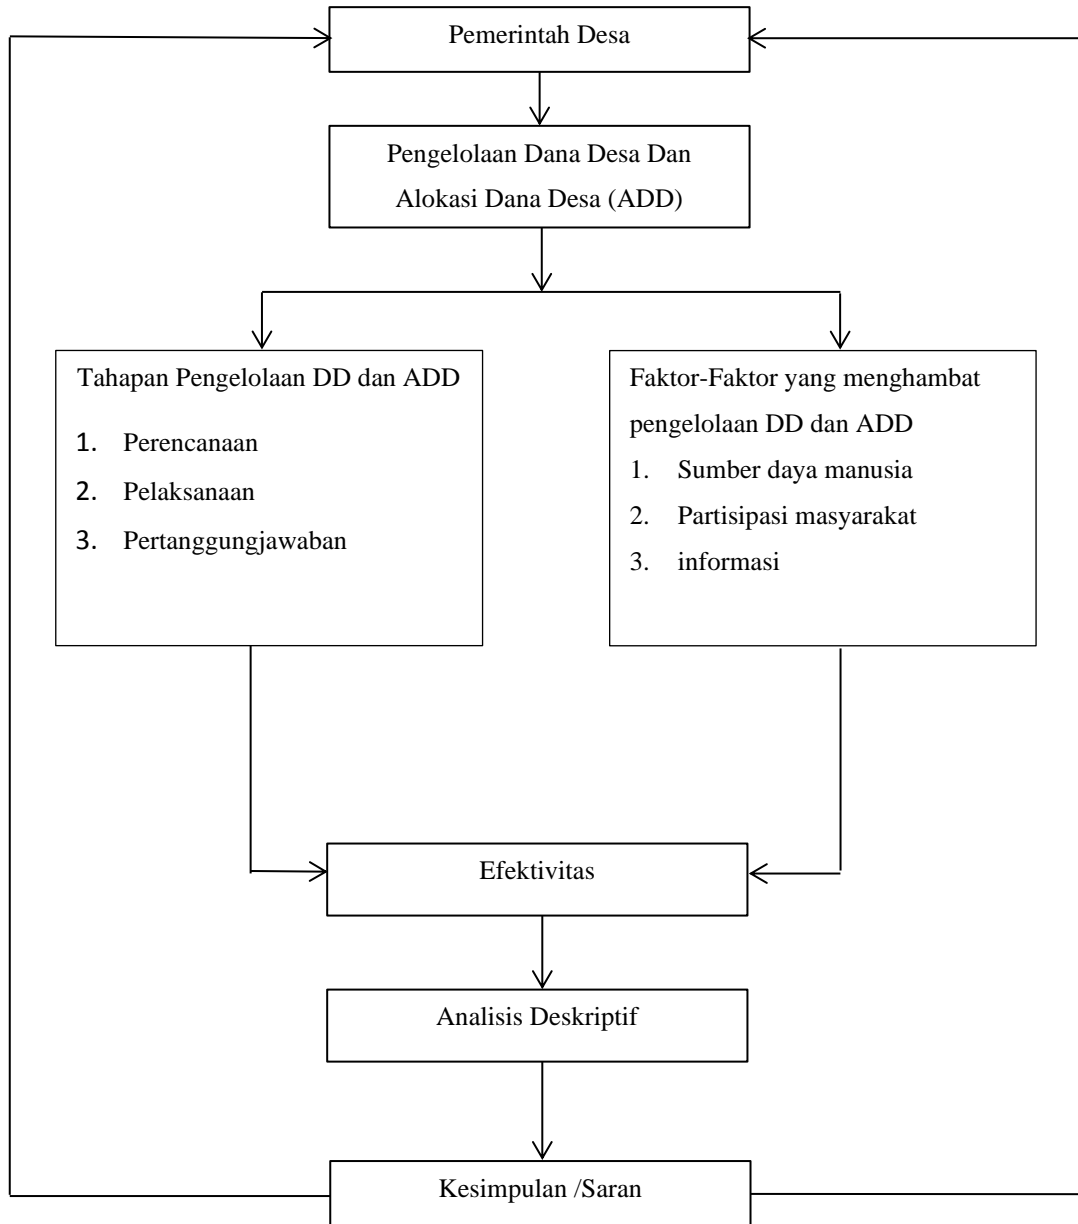 Pemerintah Desa
Pengelolaan Dana Desa Dan
Alokasi Dana Desa (ADD)
Tahapan Pengelolaan DD dan ADD
1. Perencanaan
2. Pelaksanaan
3. Pertanggungjawaban
Faktor-Faktor yang menghambat
pengelolaan DD dan ADD
1. Sumber daya manusia
2. Partisipasi masyarakat
3. informasi
Efektivitas
Analisis Deskriptif
Kesimpulan /Saran